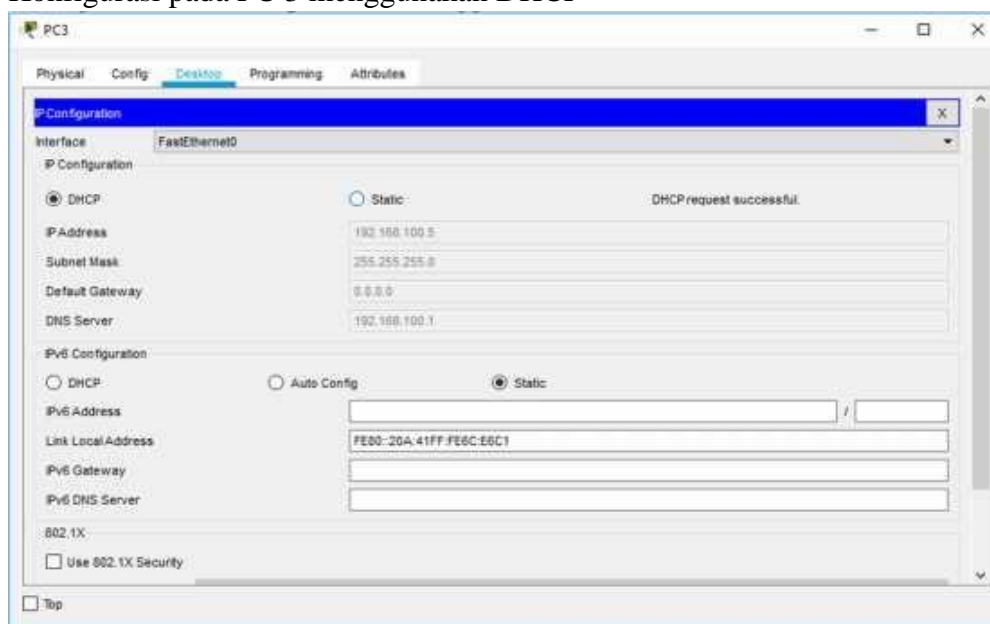 Konfigurasi pada PC 3 menggunakan DHCP
PC3
Physical Config Desktop Programming Attributes
IP Configuration X
Interface FastEthernet0
IP Configuration
DHCP Static DHCP request successful.
IP Address 192.168.100.5
Subnet Mask 255.255.255.0
Default Gateway 0.0.0.0
DNS Server 192.168.100.1
IPv6 Configuration
DHCP Auto Config Static
IPv6 Address /
Link Local Address FE80::20A:41FF:FE6C:E6C1
IPv6 Gateway
IPv6 DNS Server
802.1X
Use 802.1X Security
Top